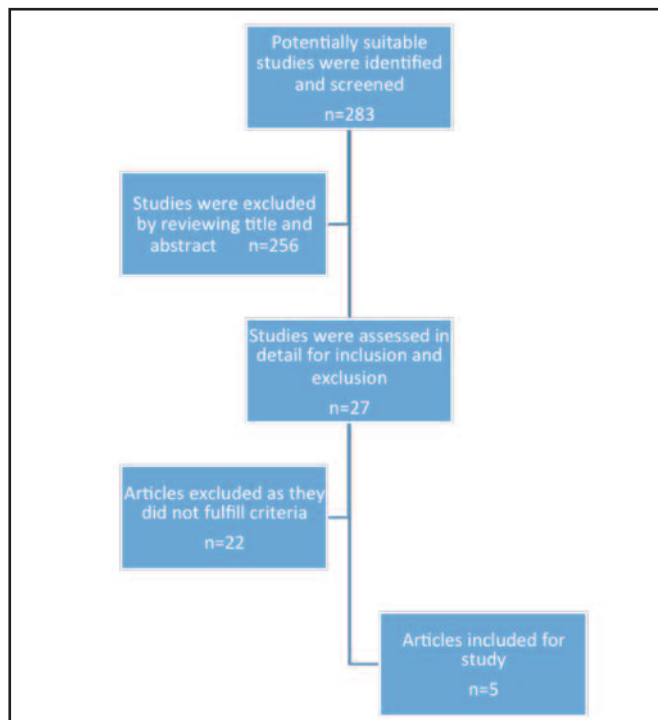 Potentially suitable
studies were identified
and screened
n=283
Studies were excluded
by reviewing title and
abstract n=256
Studies were assessed in
detail for inclusion and
exclusion
n=27
Articles excluded as they
did not fulfill criteria
n=22
Articles included for
study
n=5